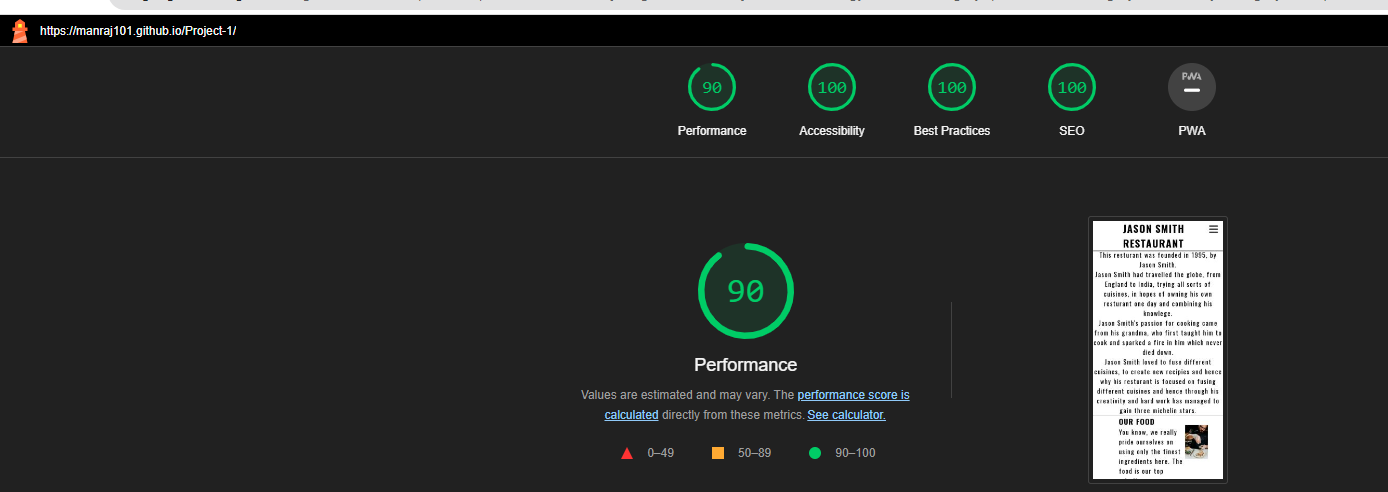 https://manraj101.github.io/Project-1/
90 100 100 100 PWA
Performance Accessibility Best Practices SEO PWA
90
Performance
Values are estimated and may vary. The performance score is
calculated directly from these metrics. See calculator.
0–49 50–89 90–100
JASON SMITH
RESTAURANT
This resturant was founded in 1995, by
Jason Smith.
Jason Smith had travelled the globe, from
England to India, trying all sorts of
cuisines, in hopes of owning his own
resturant one day and combining his
knowlege.
Jason Smith's passion for cooking came
from his grandma, who first taught him to
cook and sparked a fire in him which never
died down.
Jason Smith loved to fuse different
cuisines, to create new recipies and hence
why his resturant is focused on fusing
different cuisines and hence through his
creativity and hard work has managed to
gain three michelin stars.
OUR FOOD
You know, we really
pride ourselves on
using only the finest
ingredients here. The
food is our top